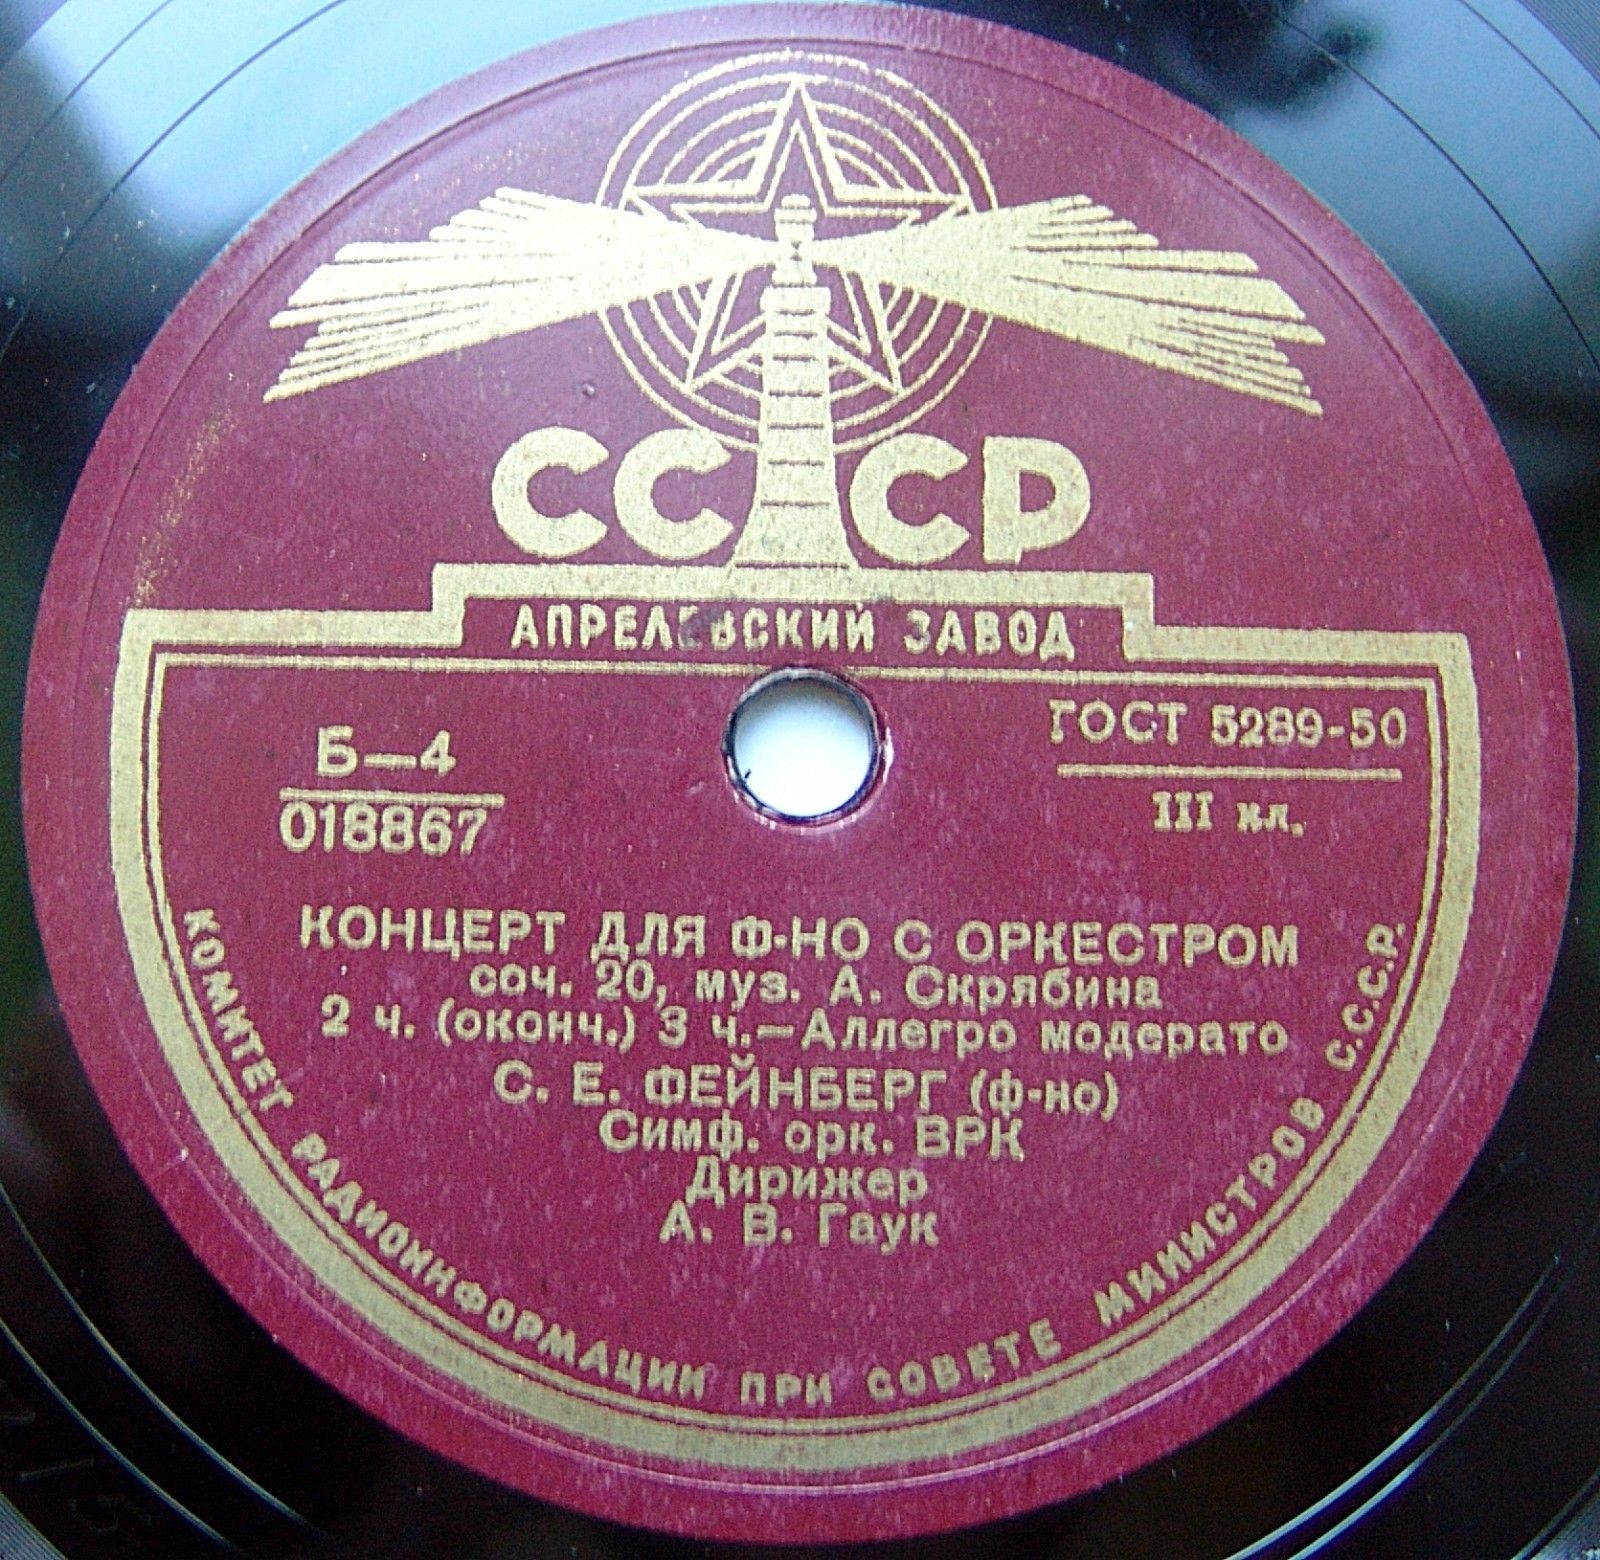 СССР
АПРЕЛЕВСКИЙ ЗАВОД
ГОСТ 5289-50
III кл.
Б—4
018867
КОНЦЕРТ ДЛЯ Ф-НО С ОРКЕСТРОМ
соч. 20, муз. А. Скрябина
2 ч. (оконч.) 3 ч.—Аллегро модерато
С. Е. ФЕЙНБЕРГ (ф-но)
Симф. орк. ВРК
Дирижер
А. В. Гаук
КОМИТЕТ РАДИОИНФОРМАЦИИ ПРИ СОВЕТЕ МИНИСТРОВ С.С.С.Р.